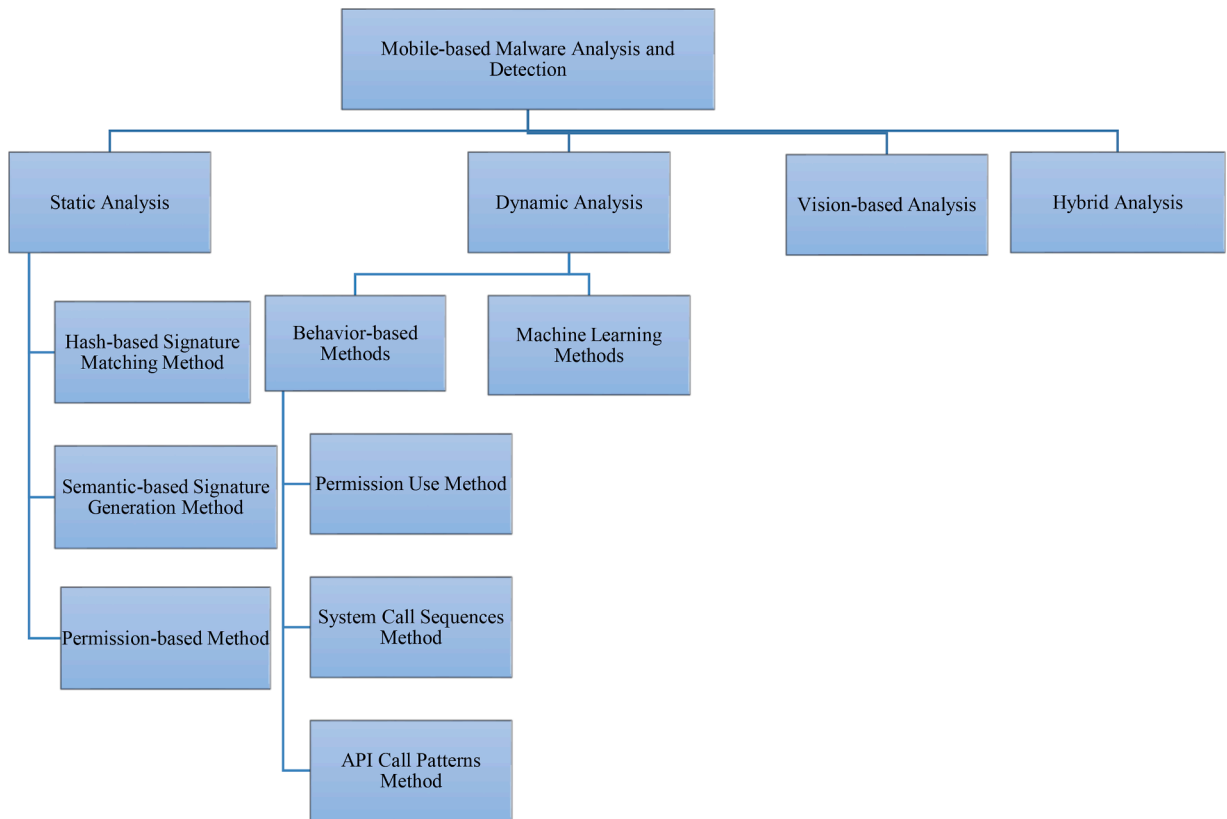 Mobile-based Malware Analysis and
Detection
Static Analysis
Dynamic Analysis
Vision-based Analysis
Hybrid Analysis
Hash-based Signature
Matching Method
Semantic-based Signature
Generation Method
Permission-based Method
Behavior-based
Methods
Machine Learning
Methods
Permission Use Method
System Call Sequences
Method
API Call Patterns
Method